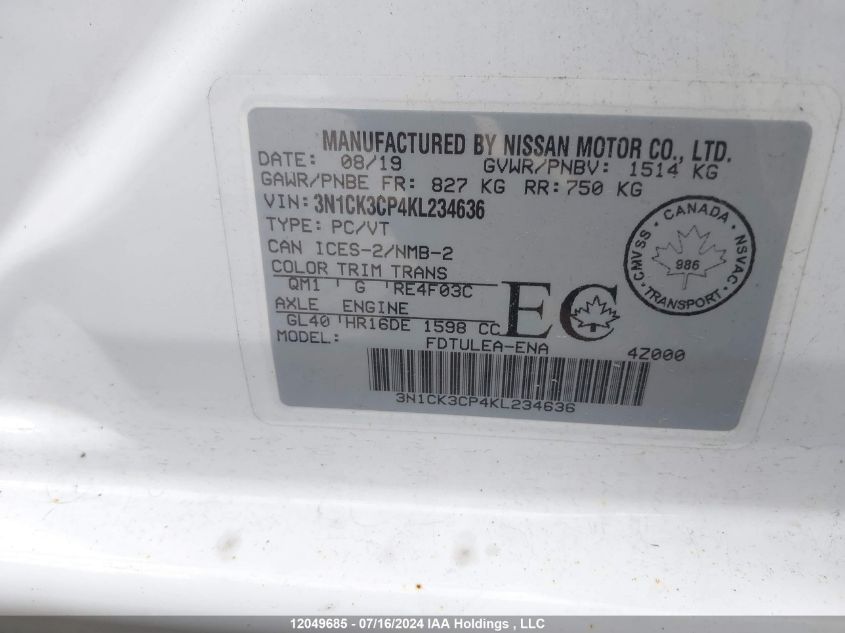 MANUFACTURED BY NISSAN MOTOR CO., LTD.
DATE: 08/19 GVWR/PNBV: 1514 KG
GAWR/PNBE FR: 827 KG RR: 750 KG
VIN: 3N1CK3CP4KL234636
TYPE: PC/VT
CAN ICES-2/NMB-2
COLOR TRIM TRANS
QM1 ' G 'RE4F03C
AXLE ENGINE
GL40 'HR16DE 1598 CC
MODEL: FDTULEA-ENA 4Z000
EC
CANADA
CMVSS NSVAC
986
TRANSPORT
3N1CK3CP4KL234636
12049685 - 07/16/2024 IAA Holdings , LLC